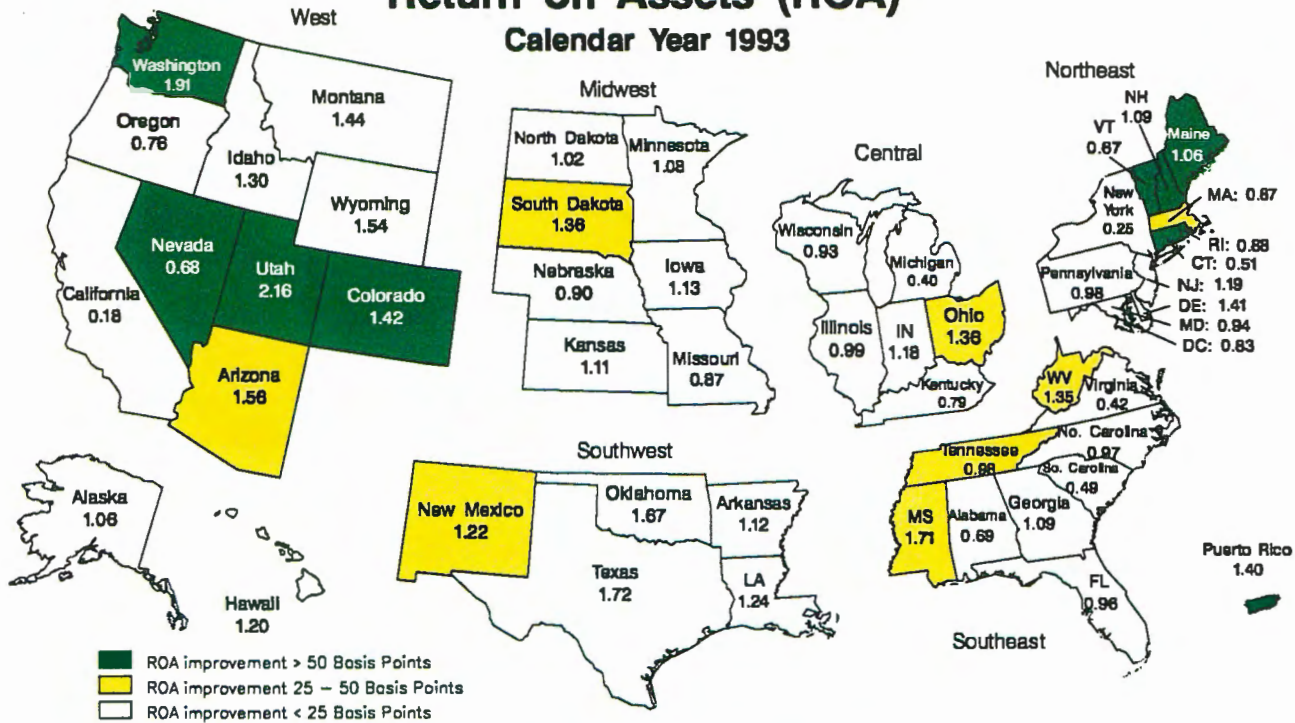 Return on Assets (ROA)
Calendar Year 1993
West
Washington
1.91
Oregon
0.76
Montana
1.44
Idaho
1.30
Wyoming
1.54
Nevada
0.68
Utah
2.16
Colorado
1.42
California
0.18
Arizona
1.56
Alaska
1.06
Hawaii
1.20
Midwest
North Dakota
1.02
Minnesota
1.08
South Dakota
1.36
Nebraska
0.90
Iowa
1.13
Kansas
1.11
Missouri
0.87
Central
Wisconsin
0.93
Michigan
0.40
Illinois
0.99
IN
1.18
Ohio
1.36
Kentucky
0.79
Northeast
NH
1.09
VT
0.67
Maine
1.06
New
York
0.25
MA: 0.87
RI: 0.88
CT: 0.51
Pennsylvania
0.98
NJ: 1.19
DE: 1.41
MD: 0.94
DC: 0.83
Southwest
New Mexico
1.22
Oklahoma
1.67
Arkansas
1.12
Texas
1.72
LA
1.24
WV
1.35
Virginia
0.42
Tennessee
0.98
No. Carolina
0.97
So. Carolina
0.49
MS
1.71
Alabama
0.69
Georgia
1.09
FL
0.96
Southeast
Puerto Rico
1.40
ROA improvement > 50 Basis Points
ROA improvement 25 - 50 Basis Points
ROA improvement < 25 Basis Points